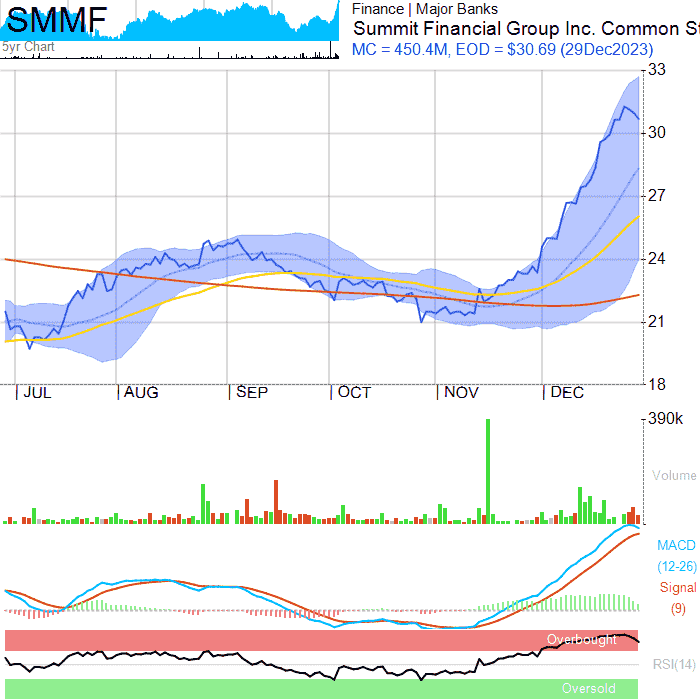 SMMF
5yr Chart
Finance | Major Banks
Summit Financial Group Inc. Common St
MC = 450.4M, EOD = $30.69 (29Dec2023)
33
30
27
24
21
18
JUL AUG SEP OCT NOV DEC
390k
Volume
MACD
(12-26)
Signal
(9)
Overbought
RSI(14)
Oversold